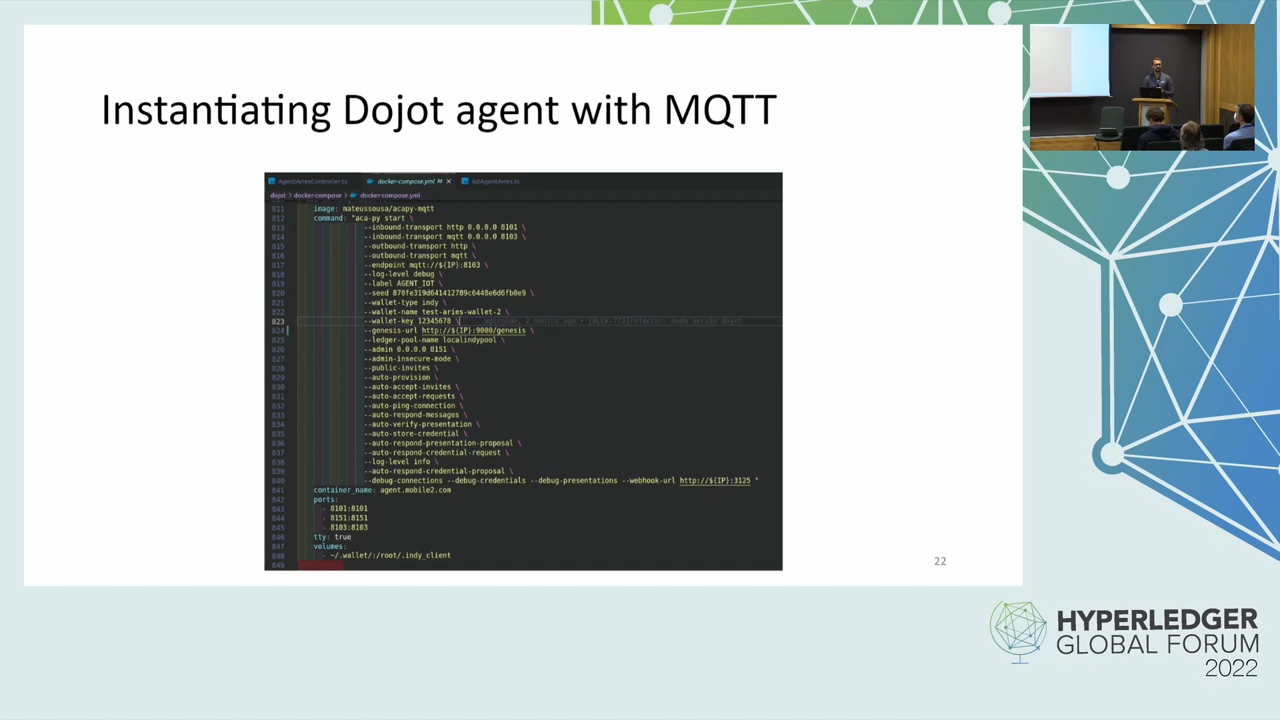 Instantiating Dojot agent with MQTT
AgentAriesController.ts docker-compose.yml M × IotAgentAries.ts
dojot > docker-compose > docker-compose.yml
811 image: mateussousa/acapy-mqtt
812 command: "aca-py start \
813 --inbound-transport http 0.0.0.0 8101 \
814 --inbound-transport mqtt 0.0.0.0 8103 \
815 --outbound-transport http \
816 --outbound-transport mqtt \
817 --endpoint mqtt://${IP}:8103 \
818 --log-level debug \
819 --label AGENT_IOT \
820 --seed 870fe319d641412789c6448e6d6fb0e9 \
821 --wallet-type indy \
822 --wallet-name test-aries-wallet-2 \
823 --wallet-key 12345678 \ 2 months ago • [BLCK-772]refactor: muda versão dojot
824 --genesis-url http://${IP}:9000/genesis \
825 --ledger-pool-name localindypool \
826 --admin 0.0.0.0 8151 \
827 --admin-insecure-mode \
828 --public-invites \
829 --auto-provision \
830 --auto-accept-invites \
831 --auto-accept-requests \
832 --auto-ping-connection \
833 --auto-respond-messages \
834 --auto-verify-presentation \
835 --auto-store-credential \
836 --auto-respond-presentation-proposal \
837 --auto-respond-credential-request \
838 --log-level info \
839 --auto-respond-credential-proposal \
840 --debug-connections --debug-credentials --debug-presentations --webhook-url http://${IP}:3125 "
841 container_name: agent.mobile2.com
842 ports:
843 - 8101:8101
844 - 8151:8151
845 - 8103:8103
846 tty: true
847 volumes:
848 - ~/.wallet/:/root/.indy_client
849
22
HYPERLEDGER
GLOBAL FORUM
2022